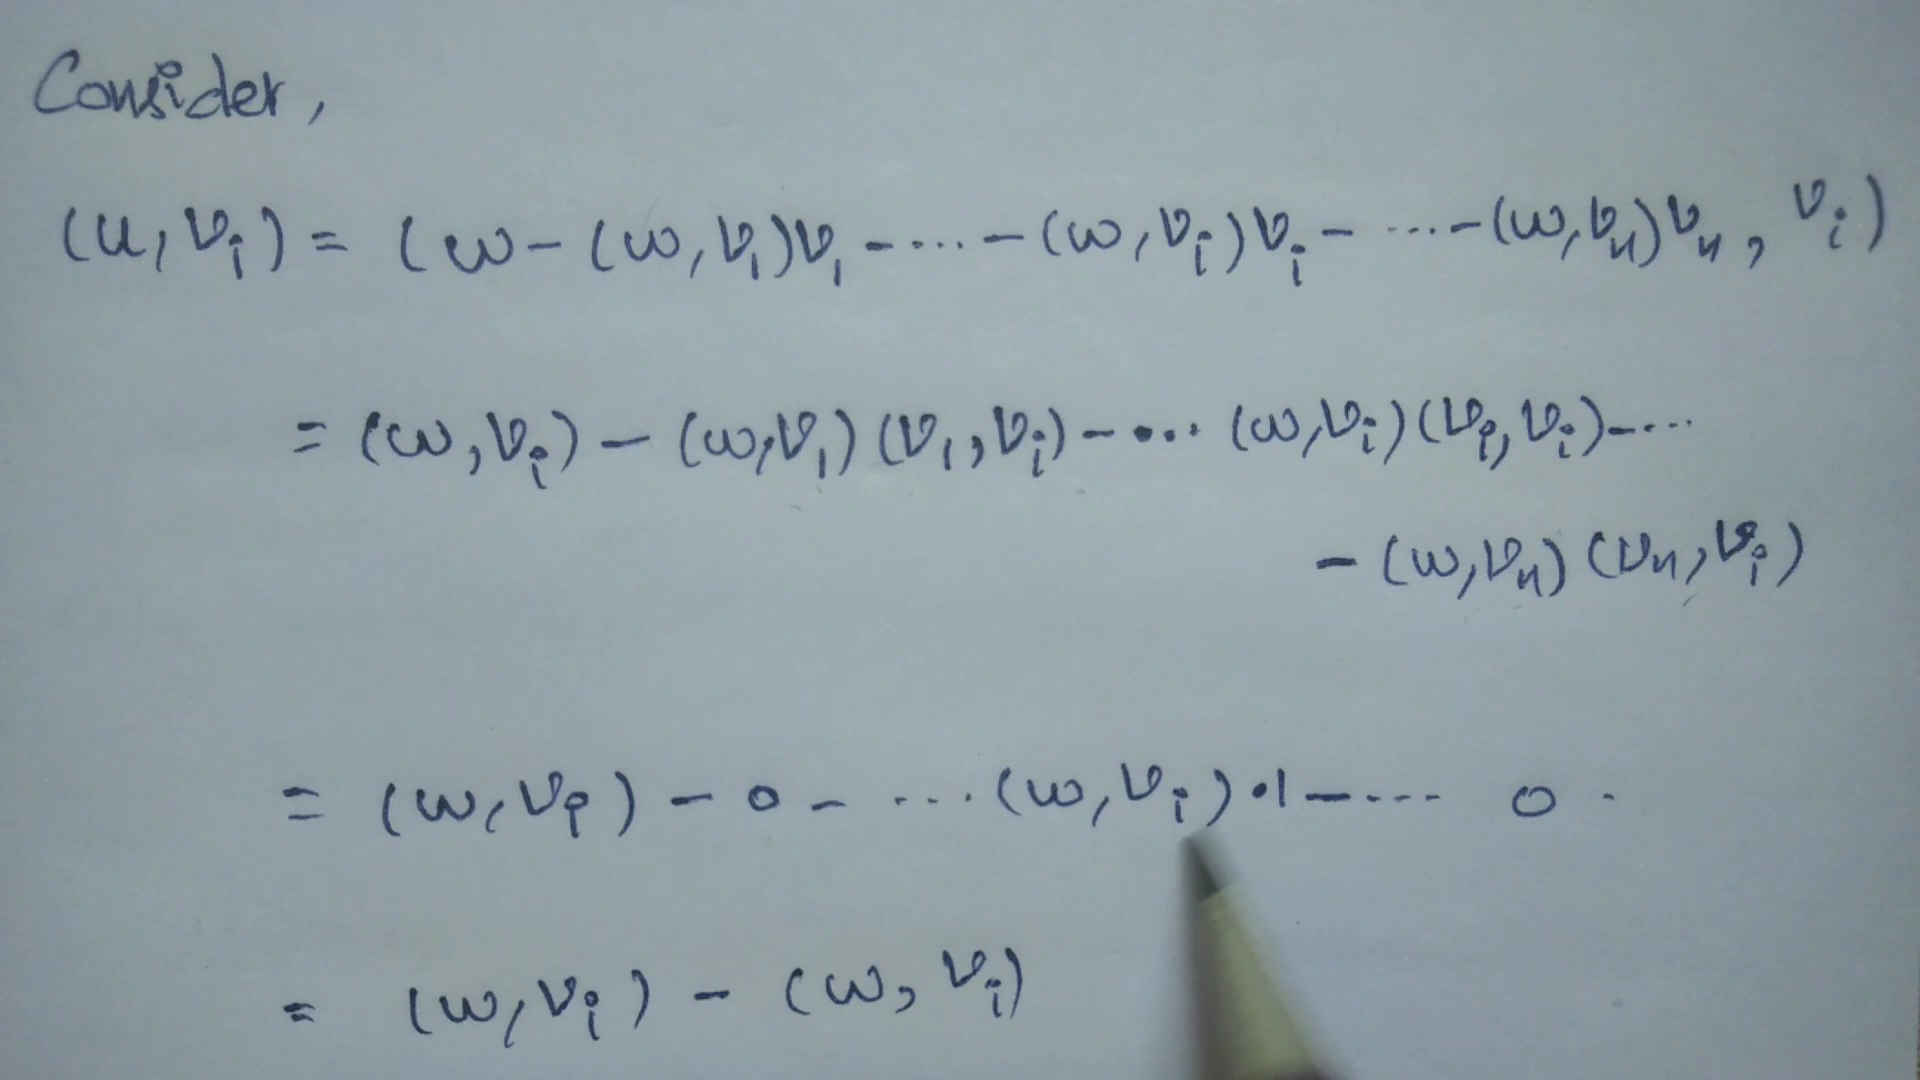 Consider,
(u, vᵢ) = (w - (w, v₁)v₁ - .... - (w, vᵢ)vᵢ - .... - (w, vₙ)vₙ, vᵢ)
= (w, vᵢ) - (w, v₁) (v₁, vᵢ) - ... (w, vᵢ) (vᵢ, vᵢ) - ....
- (w, vₙ) (vₙ, vᵢ)
= (w, vᵢ) - 0 - .... (w, vᵢ) · 1 - .... 0 .
= (w, vᵢ) - (w, vᵢ)